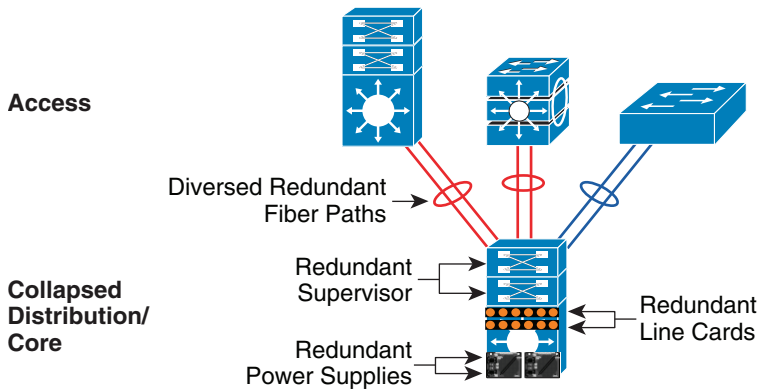 Access
Diversed Redundant
Fiber Paths
Redundant
Supervisor
Collapsed
Distribution/
Core
Redundant
Line Cards
Redundant
Power Supplies